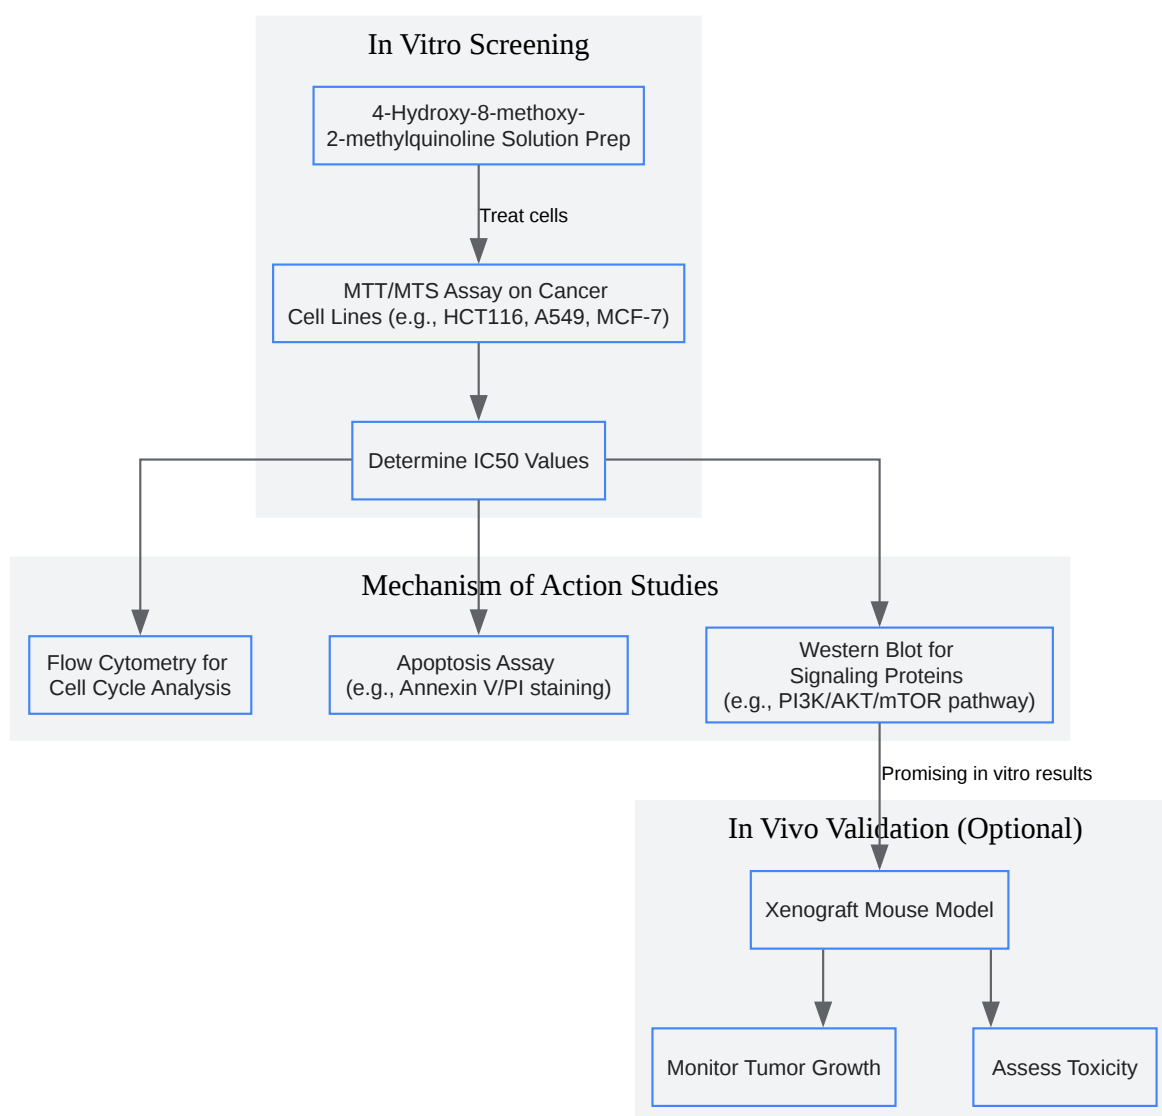 In Vitro Screening
4-Hydroxy-8-methoxy-
2-methylquinoline Solution Prep
Treat cells
MTT/MTS Assay on Cancer
Cell Lines (e.g., HCT116, A549, MCF-7)
Determine IC50 Values
Mechanism of Action Studies
Flow Cytometry for
Cell Cycle Analysis
Apoptosis Assay
(e.g., Annexin V/PI staining)
Western Blot for
Signaling Proteins
(e.g., PI3K/AKT/mTOR pathway)
Promising in vitro results
In Vivo Validation (Optional)
Xenograft Mouse Model
Monitor Tumor Growth
Assess Toxicity